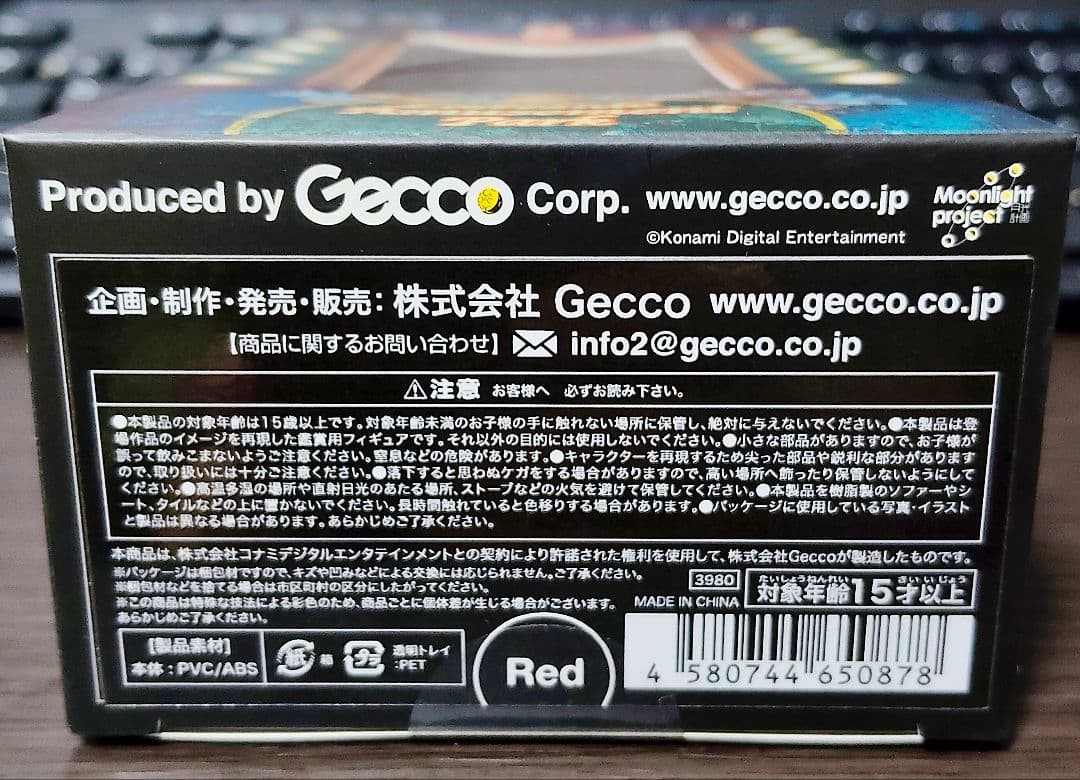 Produced by Gecco Corp. www.gecco.co.jp
Moonlight project 月光計画
©Konami Digital Entertainment
企画・制作・発売・販売：株式会社 Gecco www.gecco.co.jp
【商品に関するお問い合わせ】 info2@gecco.co.jp
⚠注意 お客様へ 必ずお読み下さい。
●本製品の対象年齢は15歳以上です。対象年齢未満のお子様の手に触れない場所に保管し、絶対に与えないでください。●本製品は登
場作品のイメージを再現した鑑賞用フィギュアです。それ以外の目的には使用しないでください。●小さな部品がありますので、お子様が
誤って飲みこまないようご注意ください。窒息などの危険があります。●キャラクターを再現するため尖った部品や鋭利な部分があります
ので、取り扱いには十分ご注意ください。●落下すると思わぬケガをする場合がありますので、高い場所へ飾ったり保管しないようにして
ください。●高温多湿の場所や直射日光のあたる場所、ストーブなどの火気を避けて保管してください。●本製品を樹脂製のソファーやシ
ート、タイルなどの上に置かないでください。長時間触れていると色移りする場合があります。●パッケージに使用している写真・イラスト
と製品は異なる場合があります。あらかじめご了承ください。
本商品は、株式会社コナミデジタルエンタテインメントとの契約により許諾された権利を使用して、株式会社Geccoが製造したものです。
※パッケージは梱包材ですので、キズや凹みなどによる交換には応じられません。ご了承ください。
※梱包材などを捨てる場合は市区町村の区分にしたがってください。
※この商品は特殊な技法による彩色のため、商品ごとに個体差が生じる場合がございます。
あらかじめご了承ください。
3980
MADE IN CHINA
たいしょうねんれい さいいじょう
対象年齢15才以上
【製品素材】
本体：PVC/ABS
紙 箱
プラ 透明トレイ
：PET
Red
4 580744 650878